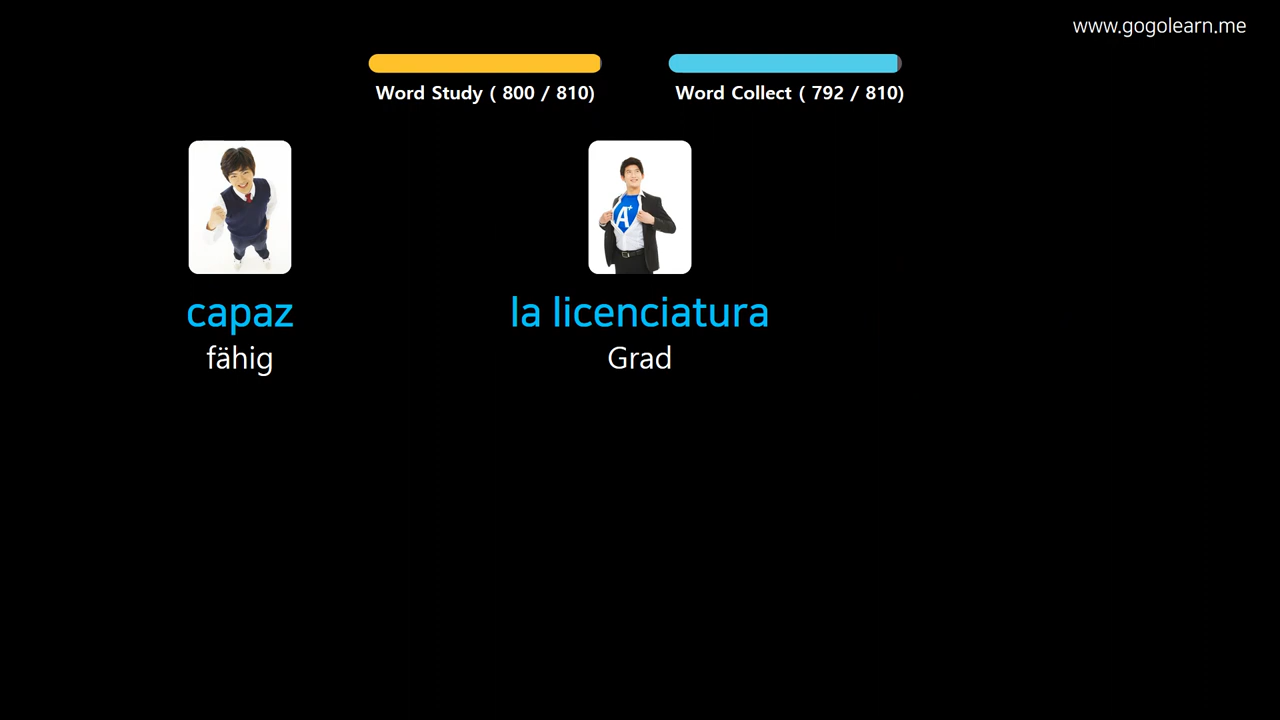 www.gogolearn.me
Word Study ( 800 / 810)
Word Collect ( 792 / 810)
A+
capaz
la licenciatura
fähig
Grad